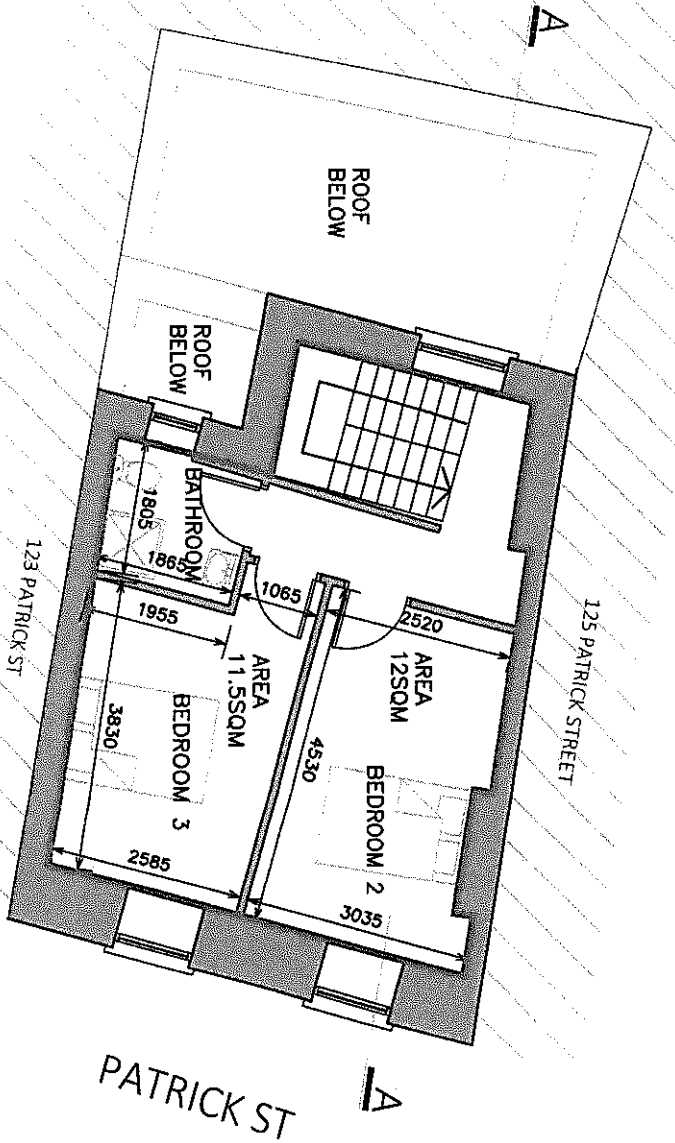 A
ROOF
BELOW
ROOF
BELOW
125 PATRICK STREET
BATHROOM
1805
1865
1065
2520
1955
AREA
12SQM
AREA
11.5SQM
4530
BEDROOM 2
3830
BEDROOM 3
2585
3035
123 PATRICK ST
A
PATRICK ST